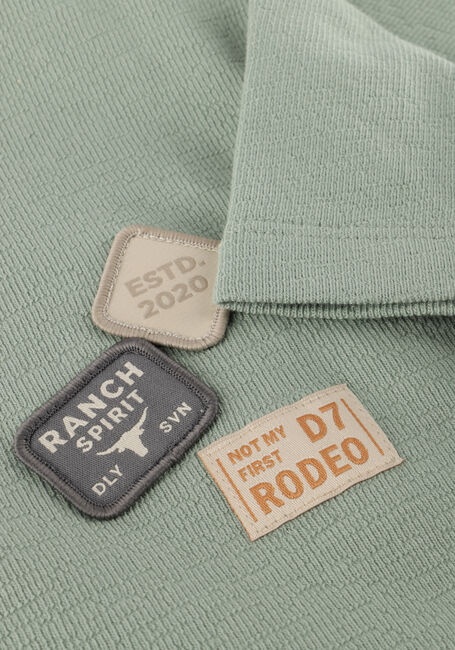 ESTD.
2020
RANCH
SPIRIT
DLY SVN
NOT MY
FIRST
D7
RODEO